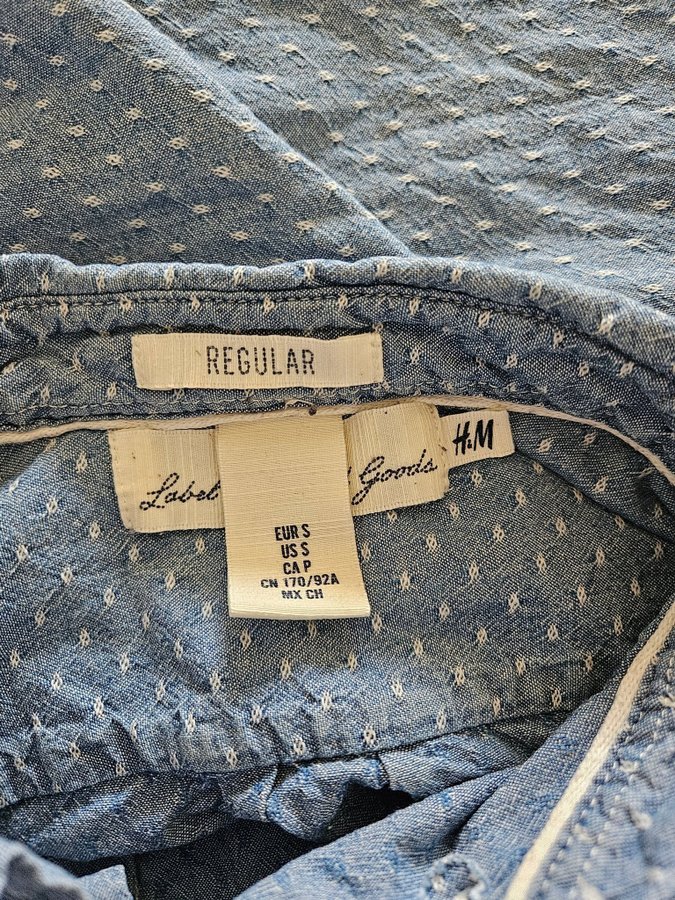 REGULAR
Label Goods
H&M
EUR S
US S
CA P
CN 170/92A
MX CH